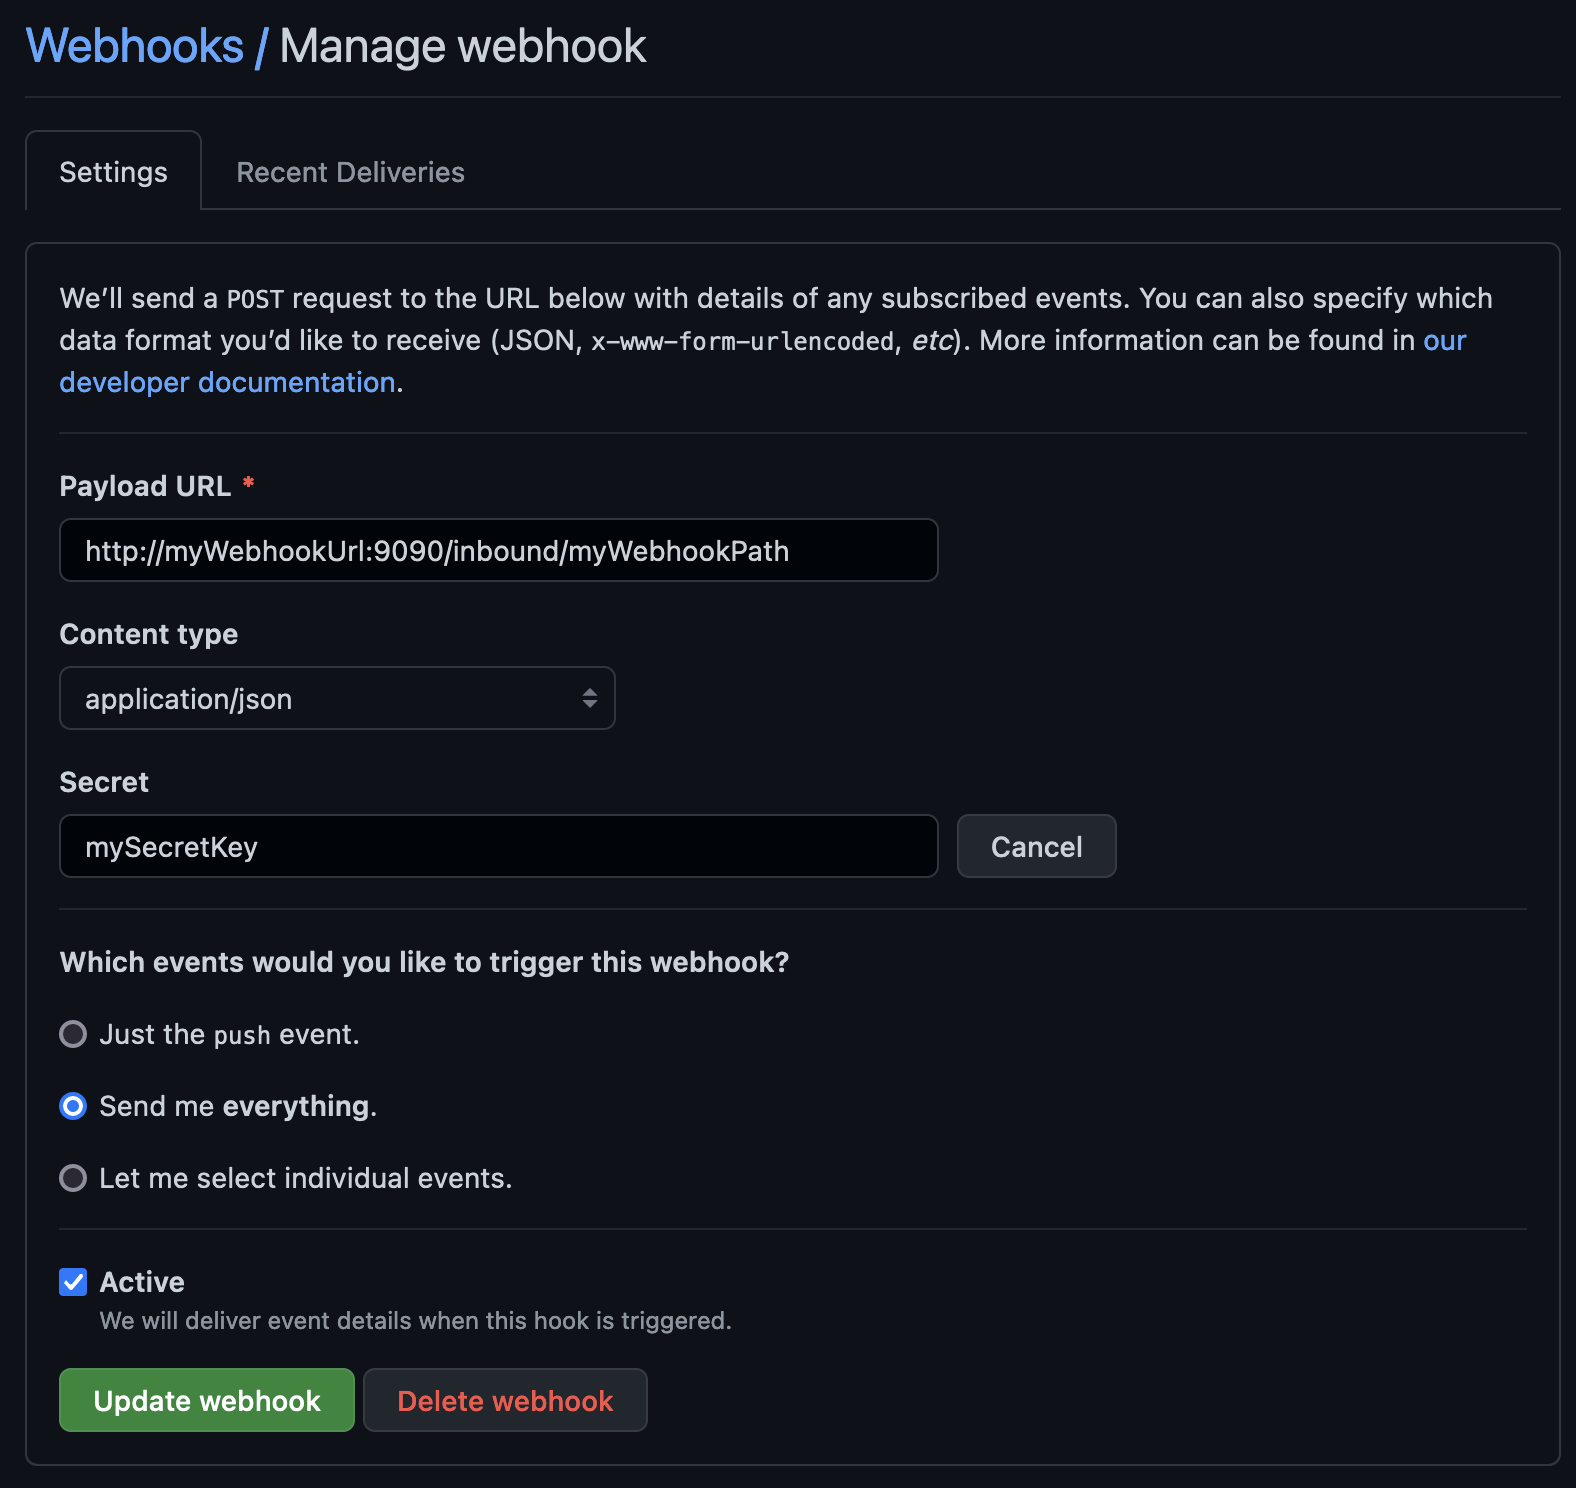 Webhooks / Manage webhook
Settings
Recent Deliveries
We’ll send a POST request to the URL below with details of any subscribed events. You can also specify which
data format you’d like to receive (JSON, x-www-form-urlencoded, etc). More information can be found in our
developer documentation.
Payload URL *
http://myWebhookUrl:9090/inbound/myWebhookPath
Content type
application/json
Secret
mySecretKey
Cancel
Which events would you like to trigger this webhook?
Just the push event.
Send me everything.
Let me select individual events.
Active
We will deliver event details when this hook is triggered.
Update webhook
Delete webhook